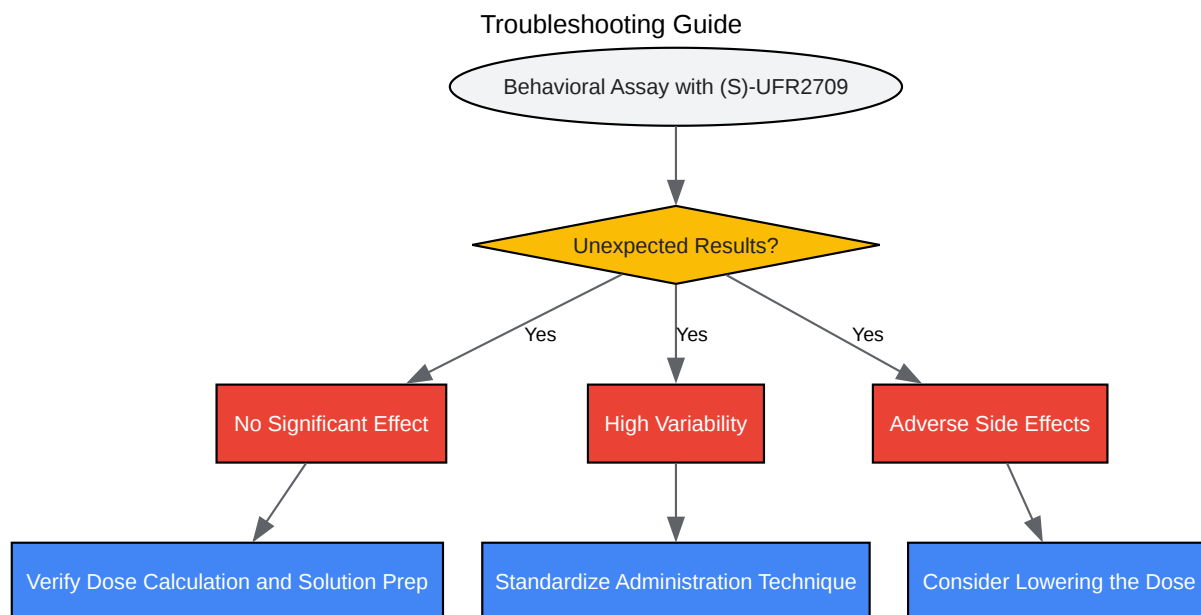 Troubleshooting Guide
Behavioral Assay with (S)-UFR2709
Unexpected Results?
Yes
Yes
Yes
No Significant Effect
High Variability
Adverse Side Effects
Verify Dose Calculation and Solution Prep
Standardize Administration Technique
Consider Lowering the Dose